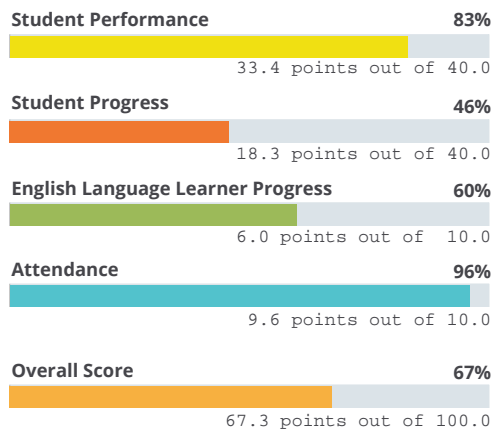 Student Performance 83%
33.4 points out of 40.0
Student Progress 46%
18.3 points out of 40.0
English Language Learner Progress 60%
6.0 points out of 10.0
Attendance 96%
9.6 points out of 10.0
Overall Score 67%
67.3 points out of 100.0